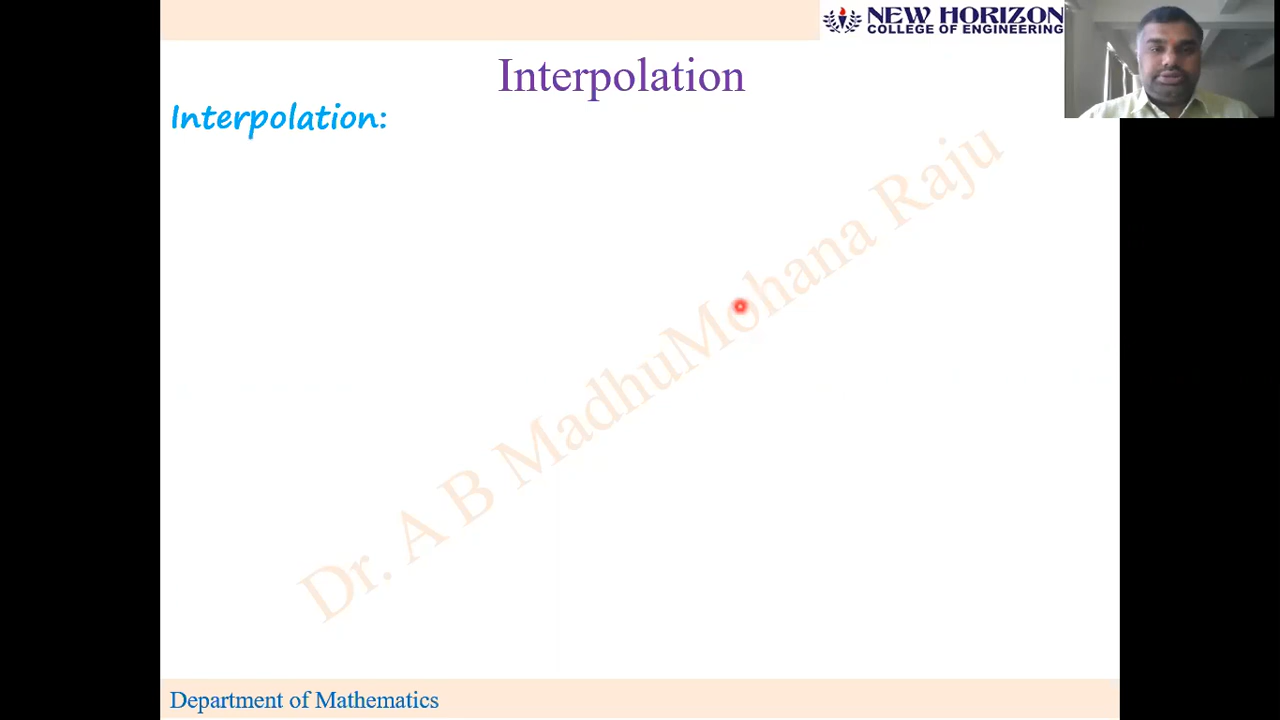 NEW HORIZON
COLLEGE OF ENGINEERING
Interpolation
Interpolation:
Dr. A B MadhuMohana Raju
Department of Mathematics